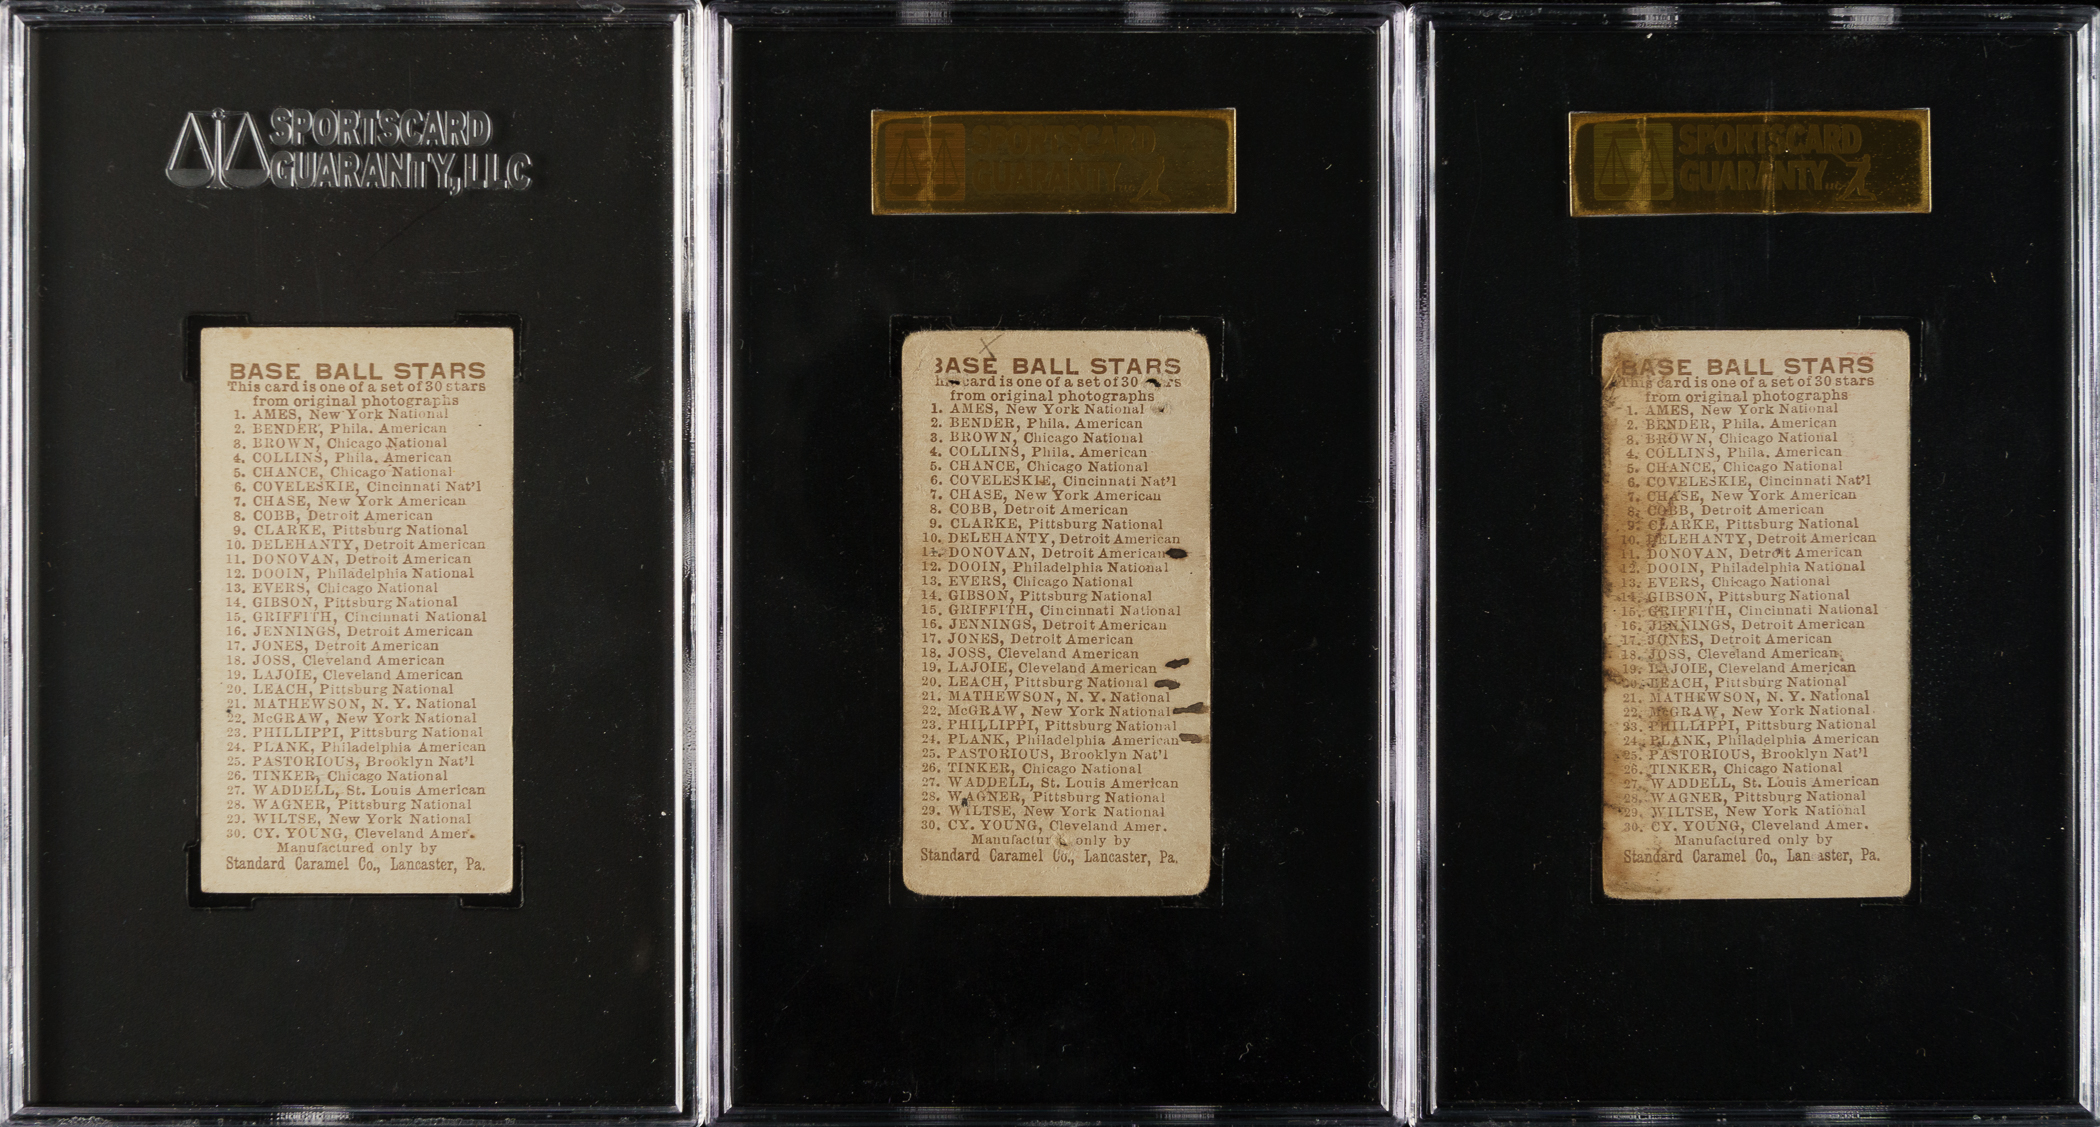 SPORTSCARD
GUARANTY, LLC
BASE BALL STARS
This card is one of a set of 30 stars
from original photographs
1. AMES, New York National
2. BENDER, Phila. American
3. BROWN, Chicago National
4. COLLINS, Phila. American
5. CHANCE, Chicago National
6. COVELESKIE, Cincinnati Nat'l
7. CHASE, New York American
8. COBB, Detroit American
9. CLARKE, Pittsburg National
10. DELEHANTY, Detroit American
11. DONOVAN, Detroit American
12. DOOIN, Philadelphia National
13. EVERS, Chicago National
14. GIBSON, Pittsburg National
15. GRIFFITH, Cincinnati National
16. JENNINGS, Detroit American
17. JONES, Detroit American
18. JOSS, Cleveland American
19. LAJOIE, Cleveland American
20. LEACH, Pittsburg National
21. MATHEWSON, N. Y. National
22. McGRAW, New York National
23. PHILLIPPI, Pittsburg National
24. PLANK, Philadelphia American
25. PASTORIOUS, Brooklyn Nat'l
26. TINKER, Chicago National
27. WADDELL, St. Louis American
28. WAGNER, Pittsburg National
29. WILTSE, New York National
30. CY. YOUNG, Cleveland Amer.
Manufactured only by
Standard Caramel Co., Lancaster, Pa.
SPORTSCARD
GUARANTY LLC
BASE BALL STARS
card is one of a set of 30
from original photographs
1. AMES, New York National
2. BENDER, Phila. American
3. BROWN, Chicago National
4. COLLINS, Phila. American
5. CHANCE, Chicago National
6. COVELESKIE, Cincinnati Nat'l
7. CHASE, New York American
8. COBB, Detroit American
9. CLARKE, Pittsburg National
10. DELEHANTY, Detroit American
11. DONOVAN, Detroit American
12. DOOIN, Philadelphia National
13. EVERS, Chicago National
14. GIBSON, Pittsburg National
15. GRIFFITH, Cincinnati National
16. JENNINGS, Detroit American
17. JONES, Detroit American
18. JOSS, Cleveland American
19. LAJOIE, Cleveland American
20. LEACH, Pittsburg National
21. MATHEWSON, N. Y. National
22. McGRAW, New York National
23. PHILLIPPI, Pittsburg National
24. PLANK, Philadelphia American
25. PASTORIOUS, Brooklyn Nat'l
26. TINKER, Chicago National
27. WADDELL, St. Louis American
28. WAGNER, Pittsburg National
29. WILTSE, New York National
30. CY. YOUNG, Cleveland Amer.
Manufactur only by
Standard Caramel Co., Lancaster, Pa.
SPORTSCARD
GUARANTY LLC
BASE BALL STARS
This card is one of a set of 30 stars
from original photographs
1. AMES, New York National
2. BENDER, Phila. American
3. BROWN, Chicago National
4. COLLINS, Phila. American
5. CHANCE, Chicago National
6. COVELESKIE, Cincinnati Nat'l
7. CHASE, New York American
8. COBB, Detroit American
9. CLARKE, Pittsburg National
10. DELEHANTY, Detroit American
11. DONOVAN, Detroit American
12. DOOIN, Philadelphia National
13. EVERS, Chicago National
14. GIBSON, Pittsburg National
15. GRIFFITH, Cincinnati National
16. JENNINGS, Detroit American
17. JONES, Detroit American
18. JOSS, Cleveland American
19. LAJOIE, Cleveland American
20. LEACH, Pittsburg National
21. MATHEWSON, N. Y. National
22. McGRAW, New York National
23. PHILLIPPI, Pittsburg National
24. PLANK, Philadelphia American
25. PASTORIOUS, Brooklyn Nat'l
26. TINKER, Chicago National
27. WADDELL, St. Louis American
28. WAGNER, Pittsburg National
29. WILTSE, New York National
30. CY. YOUNG, Cleveland Amer.
Manufactured only by
Standard Caramel Co., Lancaster, Pa.